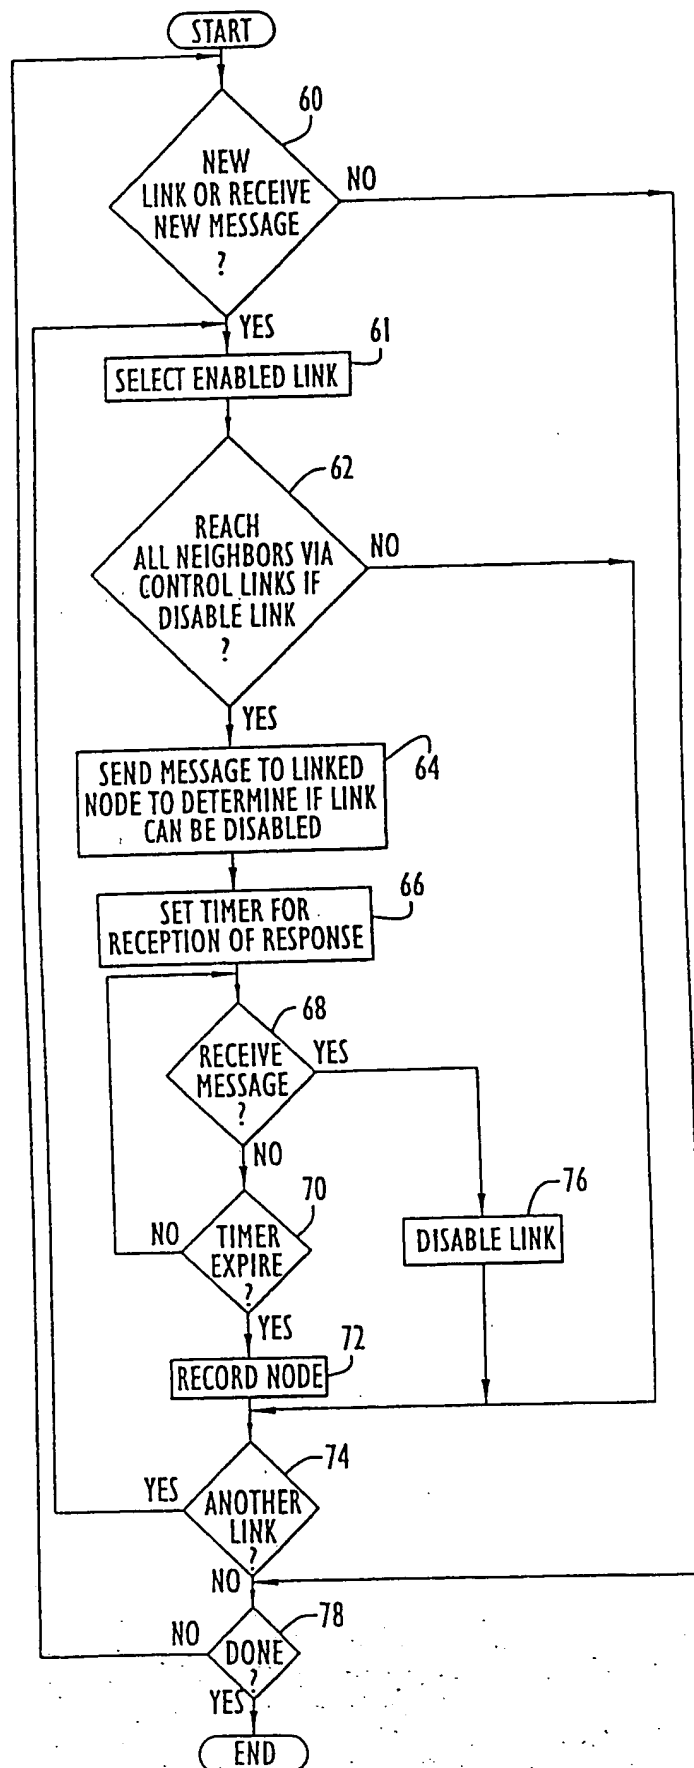 START
60
NEW
LINK OR RECEIVE
NEW MESSAGE
?
NO
YES
61
SELECT ENABLED LINK
62
REACH
ALL NEIGHBORS VIA
CONTROL LINKS IF
DISABLE LINK
?
NO
YES
SEND MESSAGE TO LINKED
NODE TO DETERMINE IF LINK
CAN BE DISABLED
64
SET TIMER FOR
RECEPTION OF RESPONSE
66
68
RECEIVE
MESSAGE
?
YES
NO
70
TIMER
EXPIRE
?
NO
YES
76
DISABLE LINK
72
RECORD NODE
74
ANOTHER
LINK
?
YES
NO
78
DONE
?
NO
YES
END